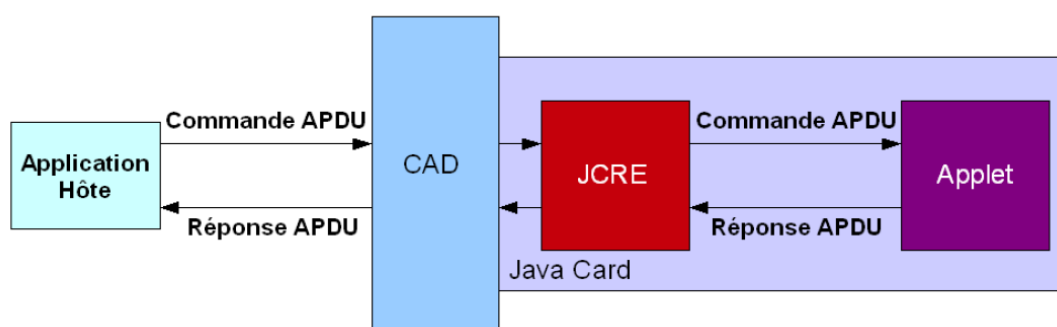 Commande APDU
Application
Hôte
Réponse APDU
CAD
Commande APDU
JCRE
Applet
Réponse APDU
Java Card